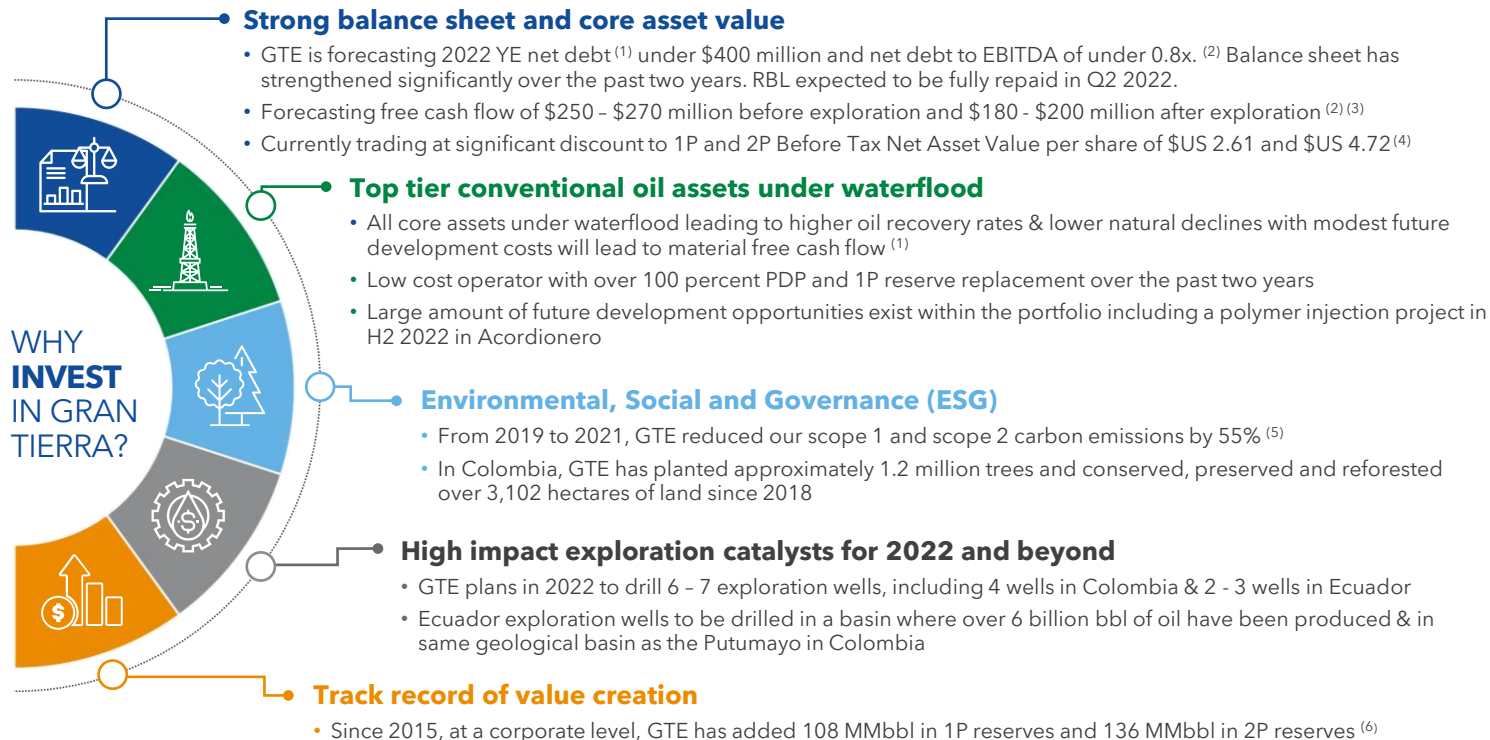 Strong balance sheet and core asset value
• GTE is forecasting 2022 YE net debt (1) under $400 million and net debt to EBITDA of under 0.8x. (2) Balance sheet has
strengthened significantly over the past two years. RBL expected to be fully repaid in Q2 2022.
• Forecasting free cash flow of $250 – $270 million before exploration and $180 - $200 million after exploration (2) (3)
• Currently trading at significant discount to 1P and 2P Before Tax Net Asset Value per share of $US 2.61 and $US 4.72 (4)
Top tier conventional oil assets under waterflood
• All core assets under waterflood leading to higher oil recovery rates & lower natural declines with modest future
development costs will lead to material free cash flow (1)
• Low cost operator with over 100 percent PDP and 1P reserve replacement over the past two years
• Large amount of future development opportunities exist within the portfolio including a polymer injection project in
H2 2022 in Acordionero
WHY
INVEST
IN GRAN
TIERRA?
Environmental, Social and Governance (ESG)
• From 2019 to 2021, GTE reduced our scope 1 and scope 2 carbon emissions by 55% (5)
• In Colombia, GTE has planted approximately 1.2 million trees and conserved, preserved and reforested
over 3,102 hectares of land since 2018
High impact exploration catalysts for 2022 and beyond
• GTE plans in 2022 to drill 6 – 7 exploration wells, including 4 wells in Colombia & 2 - 3 wells in Ecuador
• Ecuador exploration wells to be drilled in a basin where over 6 billion bbl of oil have been produced & in
same geological basin as the Putumayo in Colombia
Track record of value creation
• Since 2015, at a corporate level, GTE has added 108 MMbbl in 1P reserves and 136 MMbbl in 2P reserves (6)
$
$